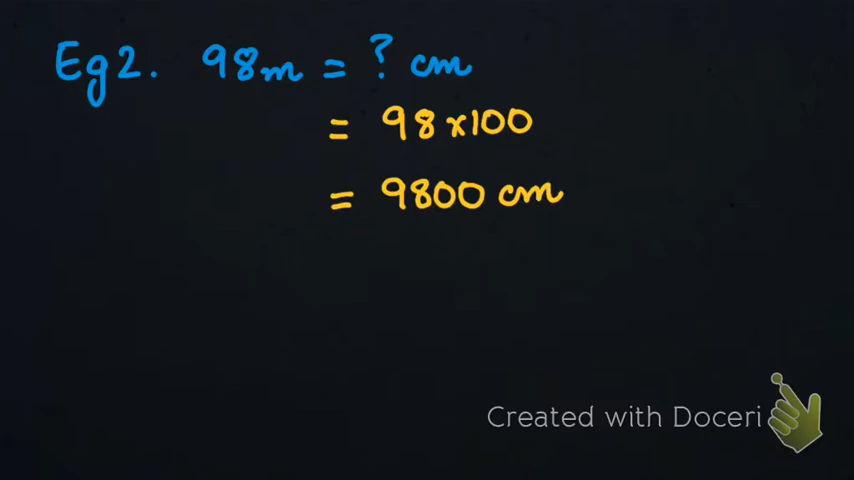 Eg2. 98m = ? cm
= 98 x 100
= 9800 cm
Created with Doceri